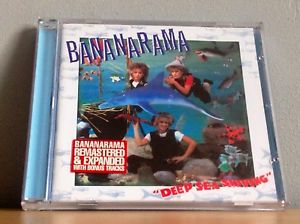 BANANARAMA
BANANARAMA
REMASTERED
& EXPANDED
WITH BONUS TRACKS
"DEEP SEA SKIVING"